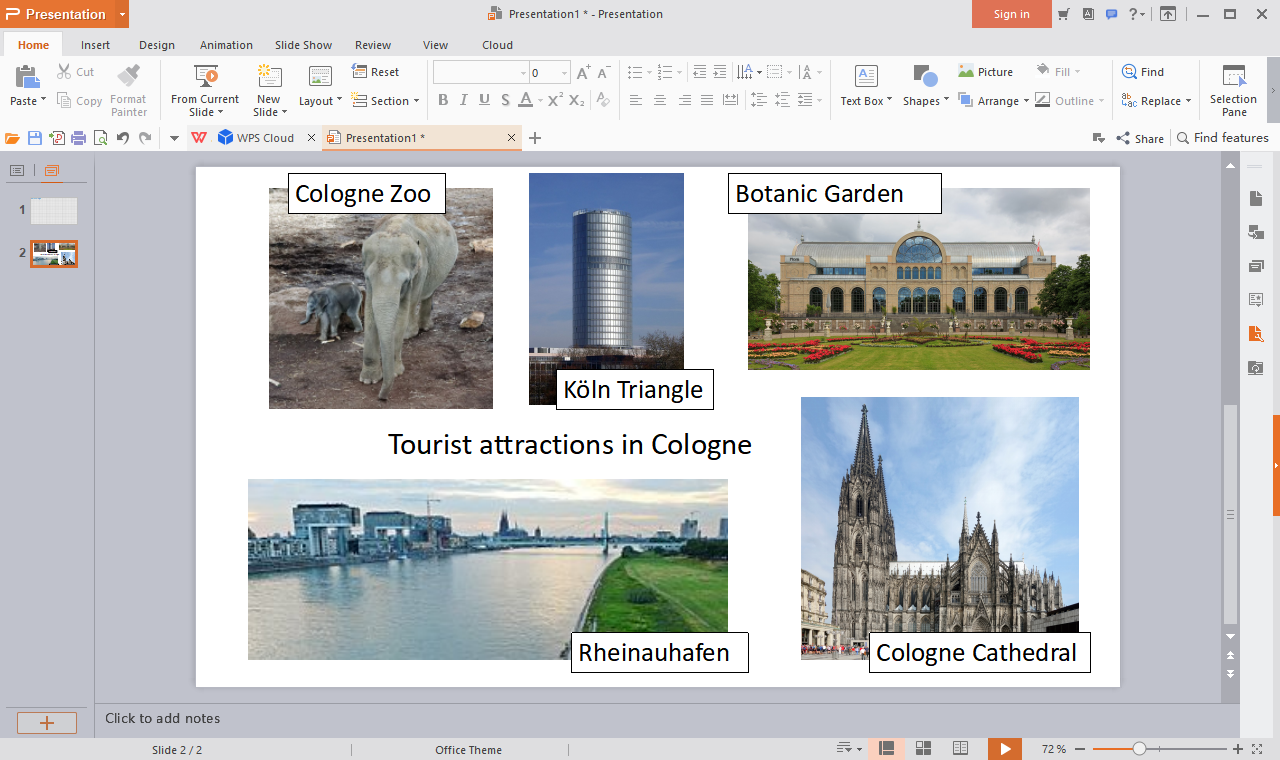 Presentation
Presentation1 * - Presentation
Sign in
?
Home
Insert
Design
Animation
Slide Show
Review
View
Cloud
Paste
Cut
Copy
Format
Painter
From Current
Slide
New
Slide
Layout
Reset
Section
0
B I U S A X² X₂
Text Box
Shapes
Picture
Arrange
Fill
Outline
Find
Replace
Selection
Pane
WPS Cloud
Presentation1 *
Share
Find features
1
2
Cologne Zoo
Köln Triangle
Botanic Garden
Tourist attractions in Cologne
Rheinauhafen
Cologne Cathedral
Click to add notes
Slide 2 / 2
Office Theme
72 %